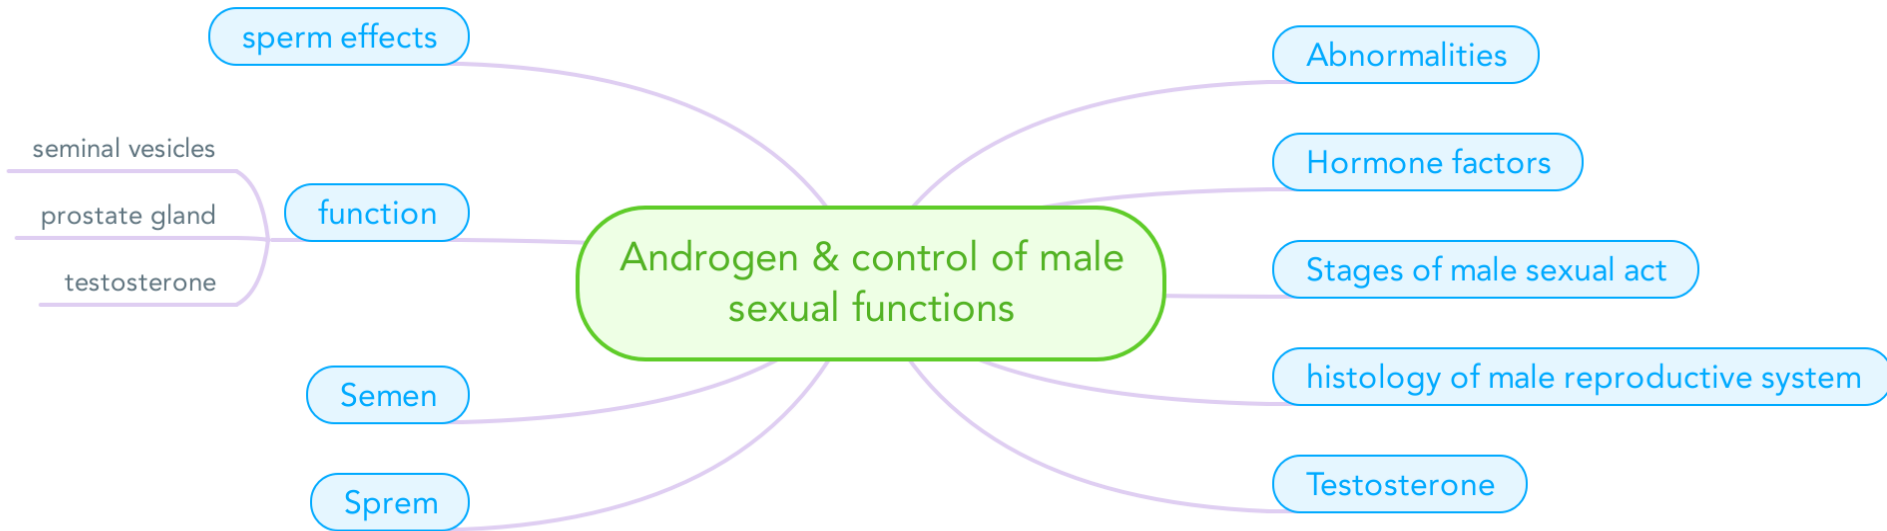 sperm effects
seminal vesicles
prostate gland
testosterone
function
Semen
Sprem
Androgen & control of male
sexual functions
Abnormalities
Hormone factors
Stages of male sexual act
histology of male reproductive system
Testosterone